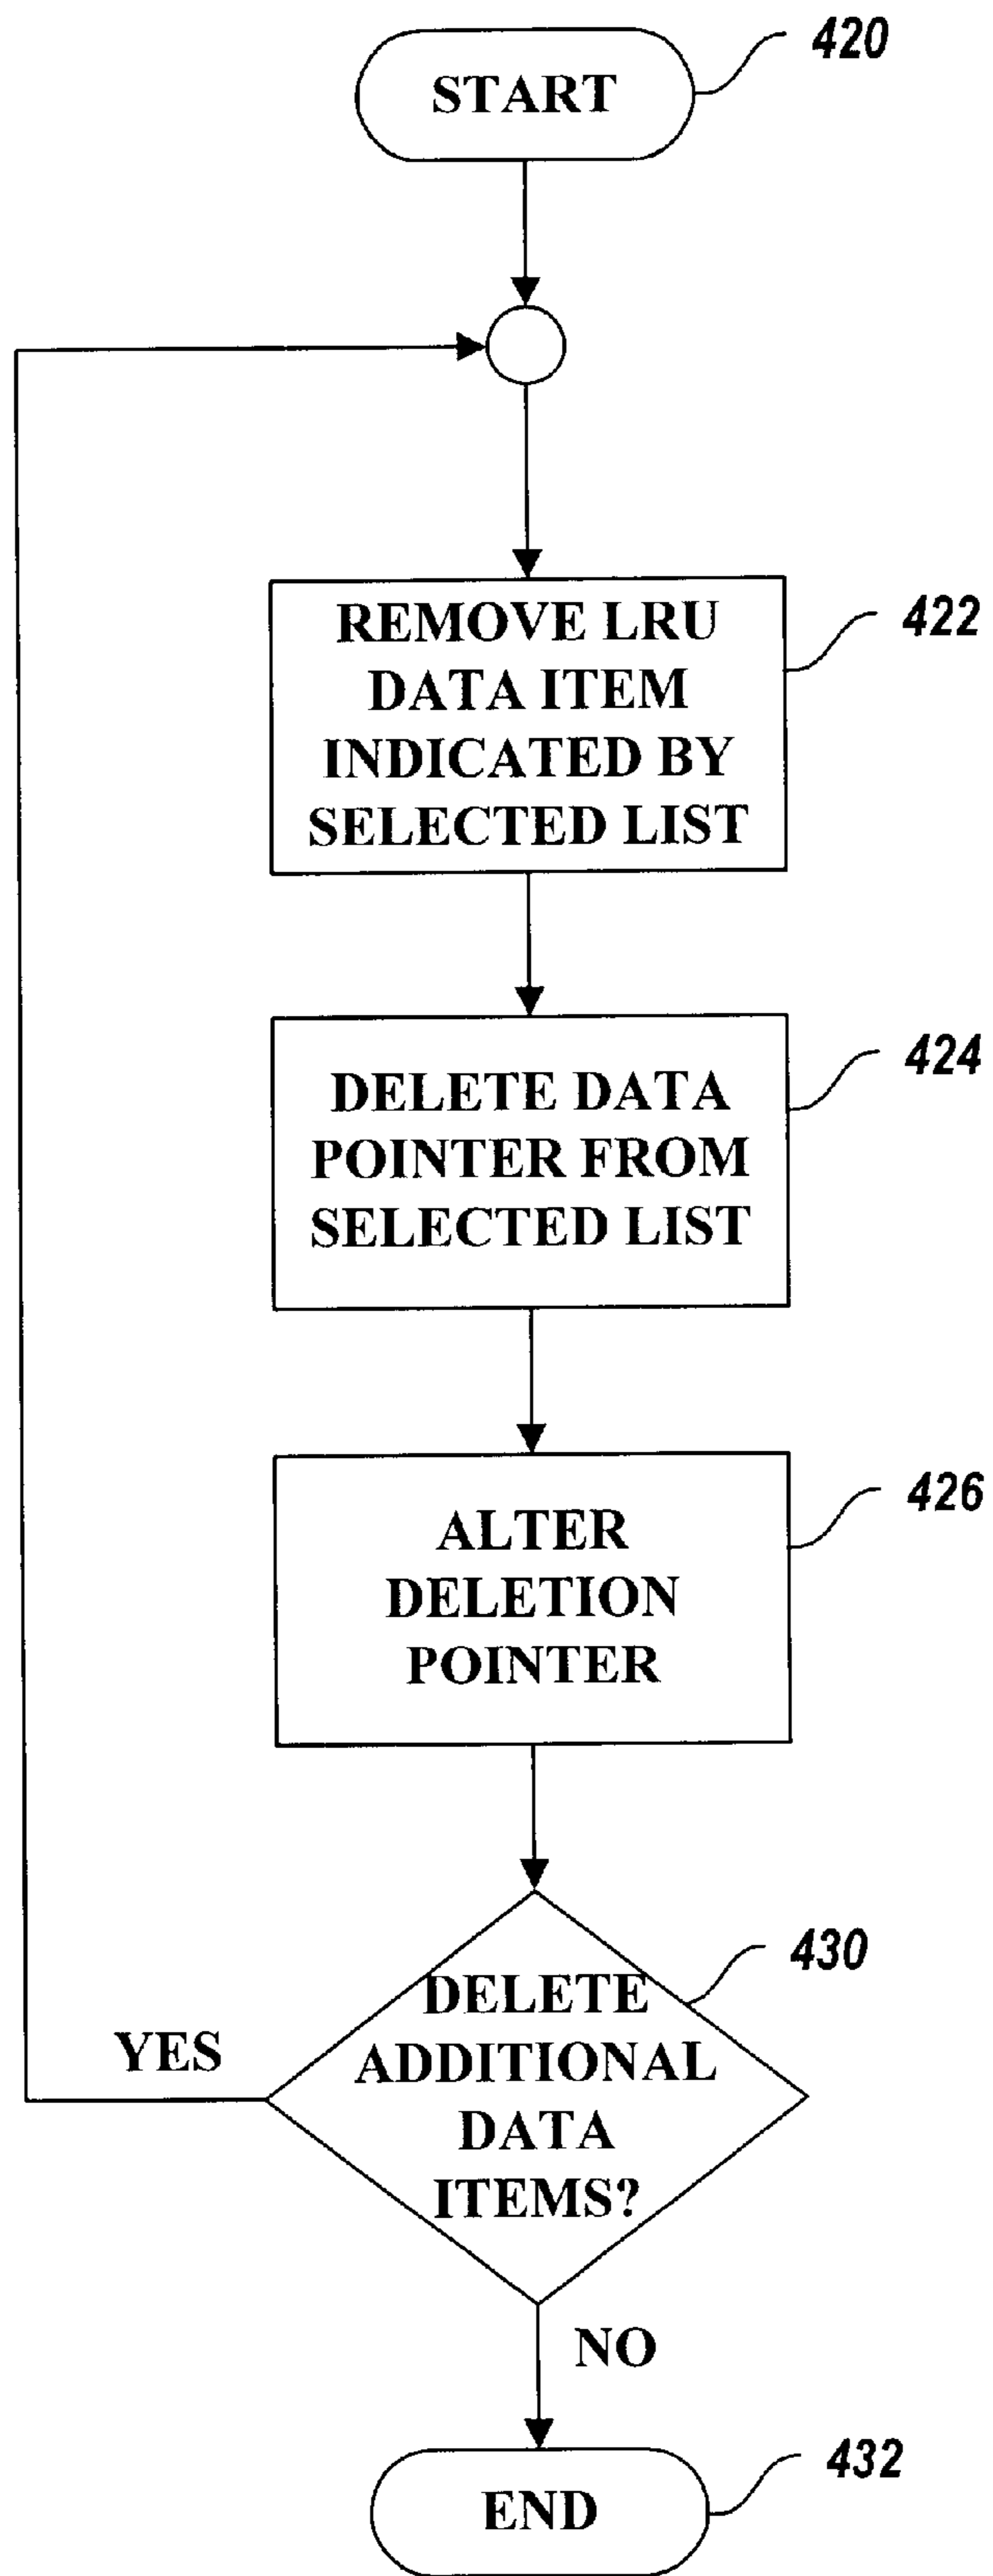 420
START
REMOVE LRU
DATA ITEM
INDICATED BY
SELECTED LIST
422
DELETE DATA
POINTER FROM
SELECTED LIST
424
ALTER
DELETION
POINTER
426
430
DELETE
ADDITIONAL
DATA
ITEMS?
YES
NO
END
432